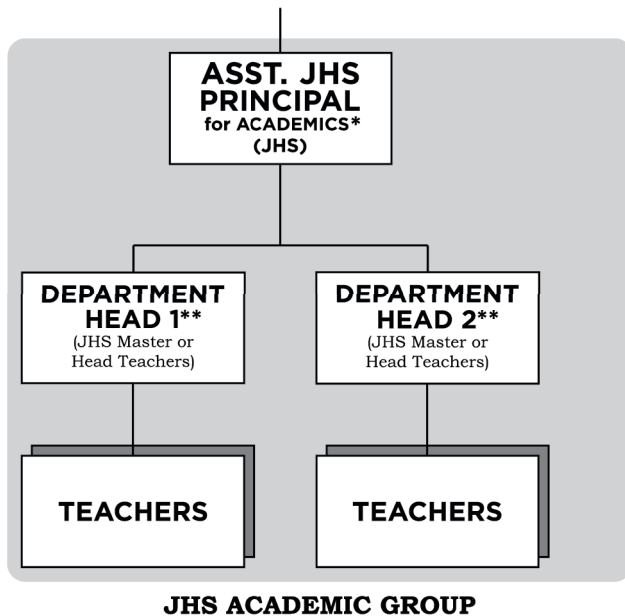 ASST. JHS
PRINCIPAL
for ACADEMICS*
(JHS)
DEPARTMENT
HEAD 1**
(JHS Master or
Head Teachers)
DEPARTMENT
HEAD 2**
(JHS Master or
Head Teachers)
TEACHERS
TEACHERS
JHS ACADEMIC GROUP